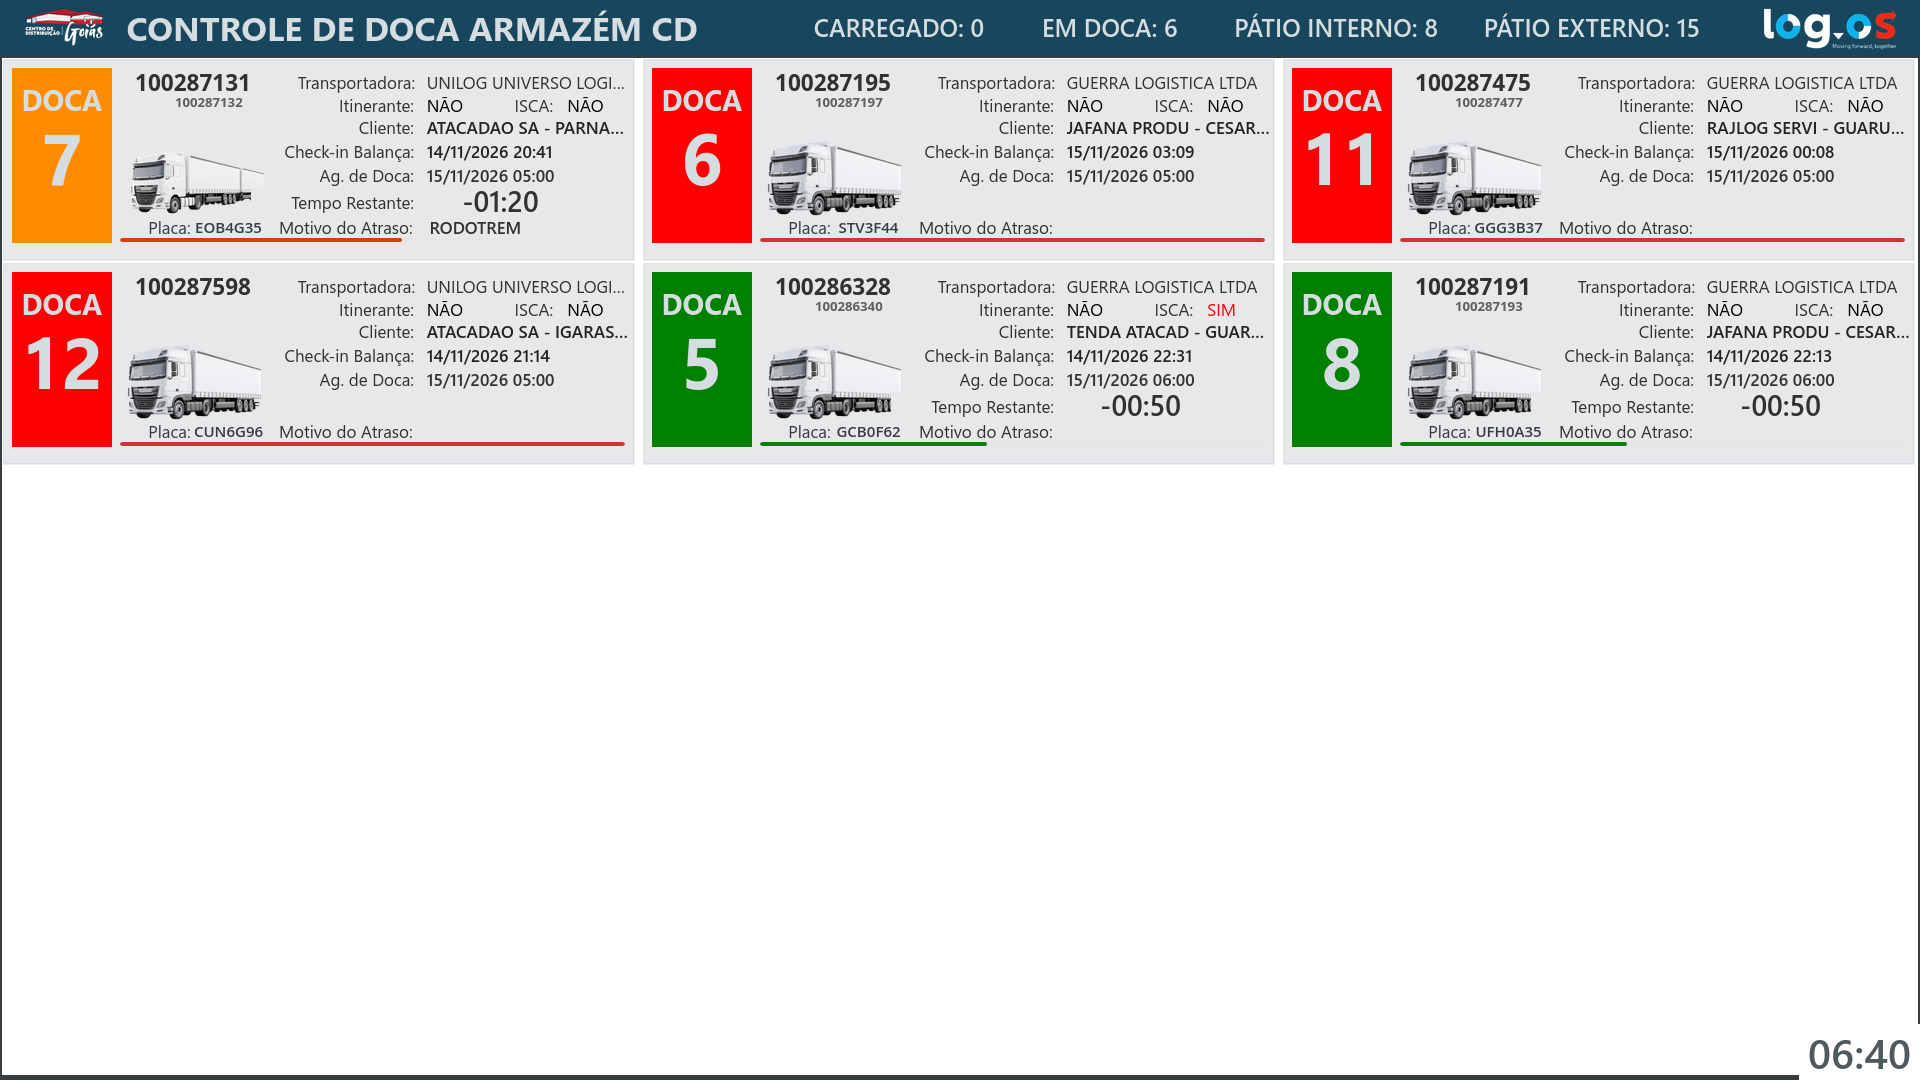 CENTRO DE DISTRIBUIÇÃO Goiás
CONTROLE DE DOCA ARMAZÉM CD
CARREGADO: 0
EM DOCA: 6
PÁTIO INTERNO: 8
PÁTIO EXTERNO: 15
log.os
Moving forward, together
DOCA
7
100287131
100287132
Transportadora: UNILOG UNIVERSO LOGI...
Itinerante: NÃO ISCA: NÃO
Cliente: ATACADAO SA - PARNA...
Check-in Balança: 14/11/2026 20:41
Ag. de Doca: 15/11/2026 05:00
Tempo Restante: -01:20
Placa: EOB4G35 Motivo do Atraso: RODOTREM
DOCA
6
100287195
100287197
Transportadora: GUERRA LOGISTICA LTDA
Itinerante: NÃO ISCA: NÃO
Cliente: JAFANA PRODU - CESAR...
Check-in Balança: 15/11/2026 03:09
Ag. de Doca: 15/11/2026 05:00
Placa: STV3F44 Motivo do Atraso:
DOCA
11
100287475
100287477
Transportadora: GUERRA LOGISTICA LTDA
Itinerante: NÃO ISCA: NÃO
Cliente: RAJLOG SERVI - GUARU...
Check-in Balança: 15/11/2026 00:08
Ag. de Doca: 15/11/2026 05:00
Placa: GGG3B37 Motivo do Atraso:
DOCA
12
100287598
Transportadora: UNILOG UNIVERSO LOGI...
Itinerante: NÃO ISCA: NÃO
Cliente: ATACADAO SA - IGARAS...
Check-in Balança: 14/11/2026 21:14
Ag. de Doca: 15/11/2026 05:00
Placa: CUN6G96 Motivo do Atraso:
DOCA
5
100286328
100286340
Transportadora: GUERRA LOGISTICA LTDA
Itinerante: NÃO ISCA: SIM
Cliente: TENDA ATACAD - GUAR...
Check-in Balança: 14/11/2026 22:31
Ag. de Doca: 15/11/2026 06:00
Tempo Restante: -00:50
Placa: GCB0F62 Motivo do Atraso:
DOCA
8
100287191
100287193
Transportadora: GUERRA LOGISTICA LTDA
Itinerante: NÃO ISCA: NÃO
Cliente: JAFANA PRODU - CESAR...
Check-in Balança: 14/11/2026 22:13
Ag. de Doca: 15/11/2026 06:00
Tempo Restante: -00:50
Placa: UFH0A35 Motivo do Atraso:
06:40